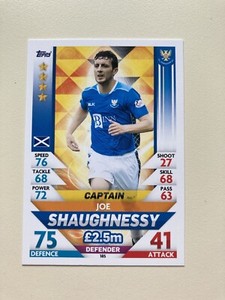 Topps
SPEED
76
TACKLE
68
POWER
72
SHOOT
27
SKILL
68
PASS
63
CAPTAIN
JOE
SHAUGHNESSY
75
DEFENCE
£2.5m
DEFENDER
41
ATTACK